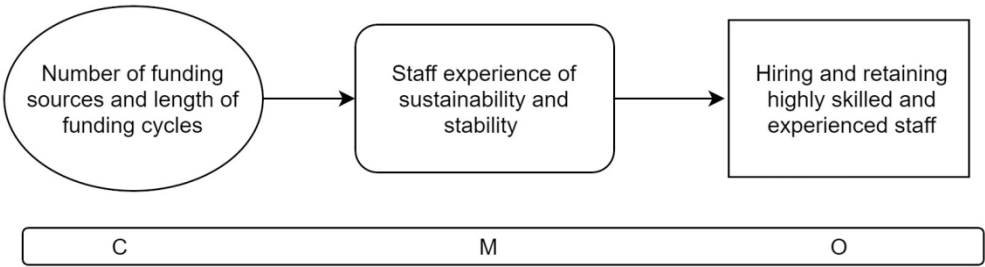 Number of funding
sources and length of
funding cycles
Staff experience of
sustainability and
stability
Hiring and retaining
highly skilled and
experienced staff
C M O